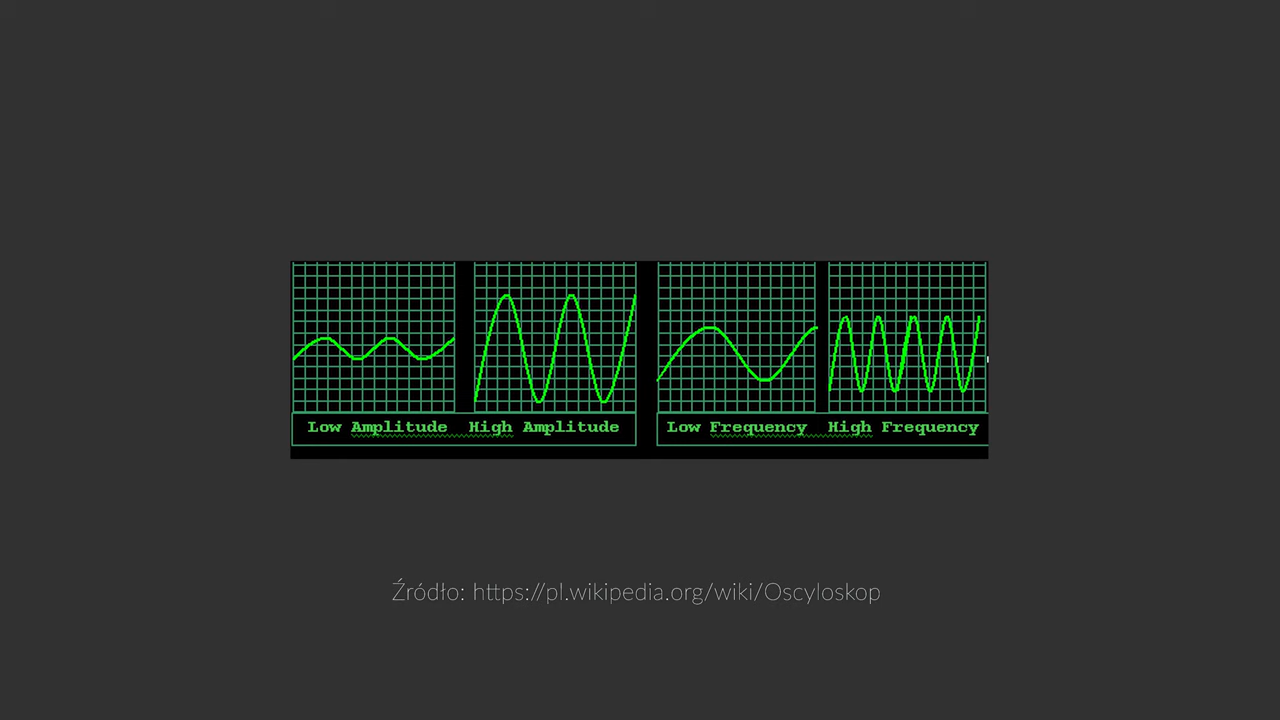 Low Amplitude High Amplitude
Low Frequency High Frequency
Źródło: https://pl.wikipedia.org/wiki/Oscyloskop